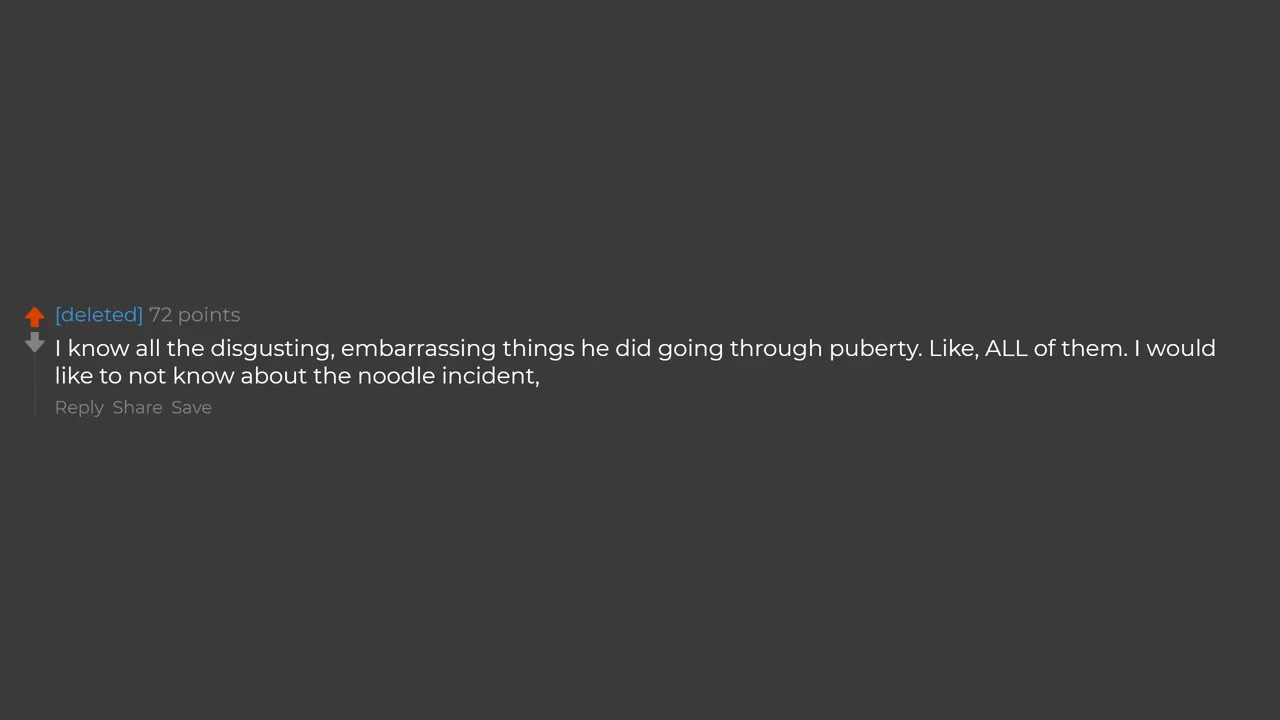 [deleted] 72 points
I know all the disgusting, embarrassing things he did going through puberty. Like, ALL of them. I would
like to not know about the noodle incident,
Reply Share Save